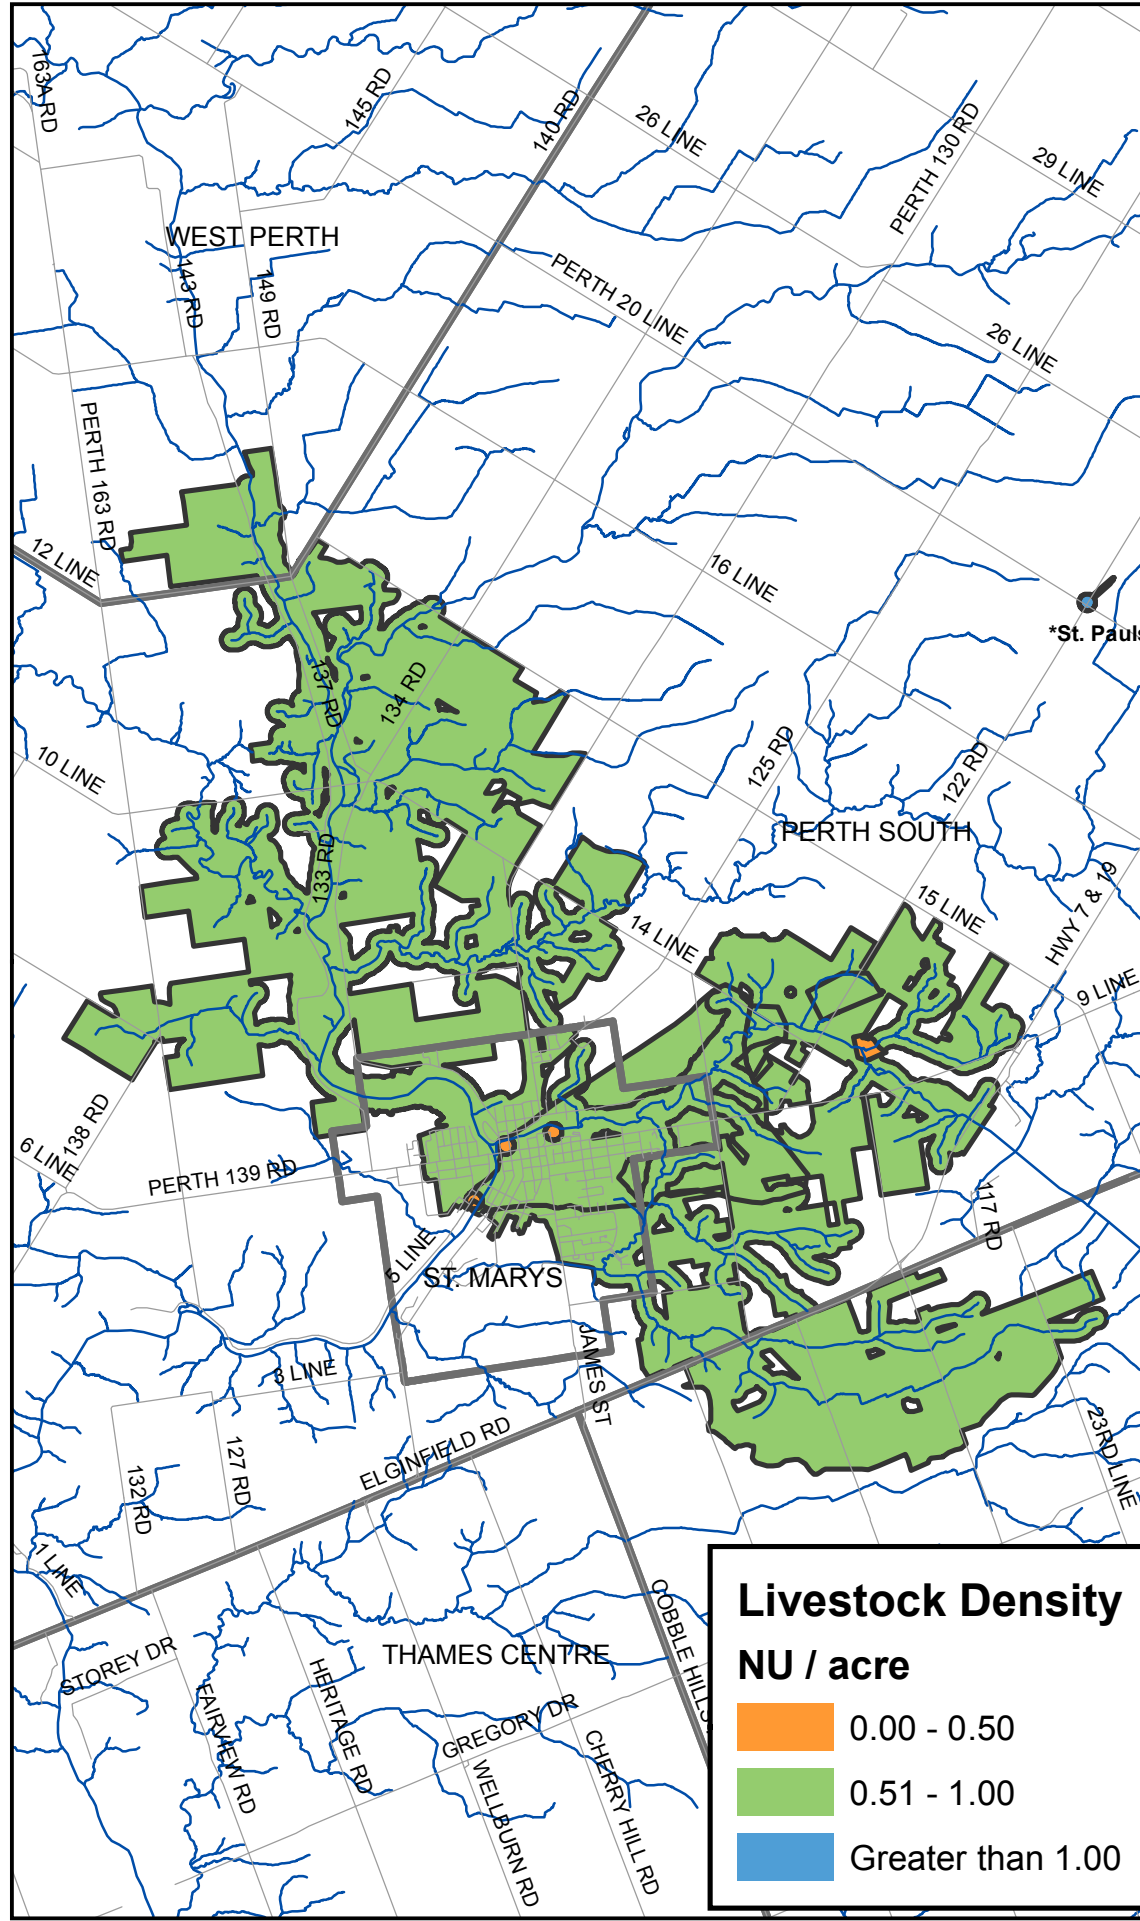 163A RD
145 RD
140 RD
26 LINE
PERTH 130 RD
29 LINE
WEST PERTH
143 RD
149 RD
PERTH 20 LINE
26 LINE
PERTH 163 RD
12 LINE
16 LINE
*St. Pauls
137 RD
134 RD
125 RD
122 RD
10 LINE
PERTH SOUTH
133 RD
15 LINE
HWY 7 & 19
14 LINE
9 LINE
138 RD
6 LINE
PERTH 139 RD
117 RD
5 LINE
ST. MARYS
JAMES ST
3 LINE
23RD LINE
ELGINFIELD RD
127 RD
132 RD
1 LINE
COBBLE HILLS
THAMES CENTRE
STOREY DR
HERITAGE RD
FAIRVIEW RD
GREGORY DR
CHERRY HILL RD
WELLBURN RD
Livestock Density
NU / acre
0.00 - 0.50
0.51 - 1.00
Greater than 1.00